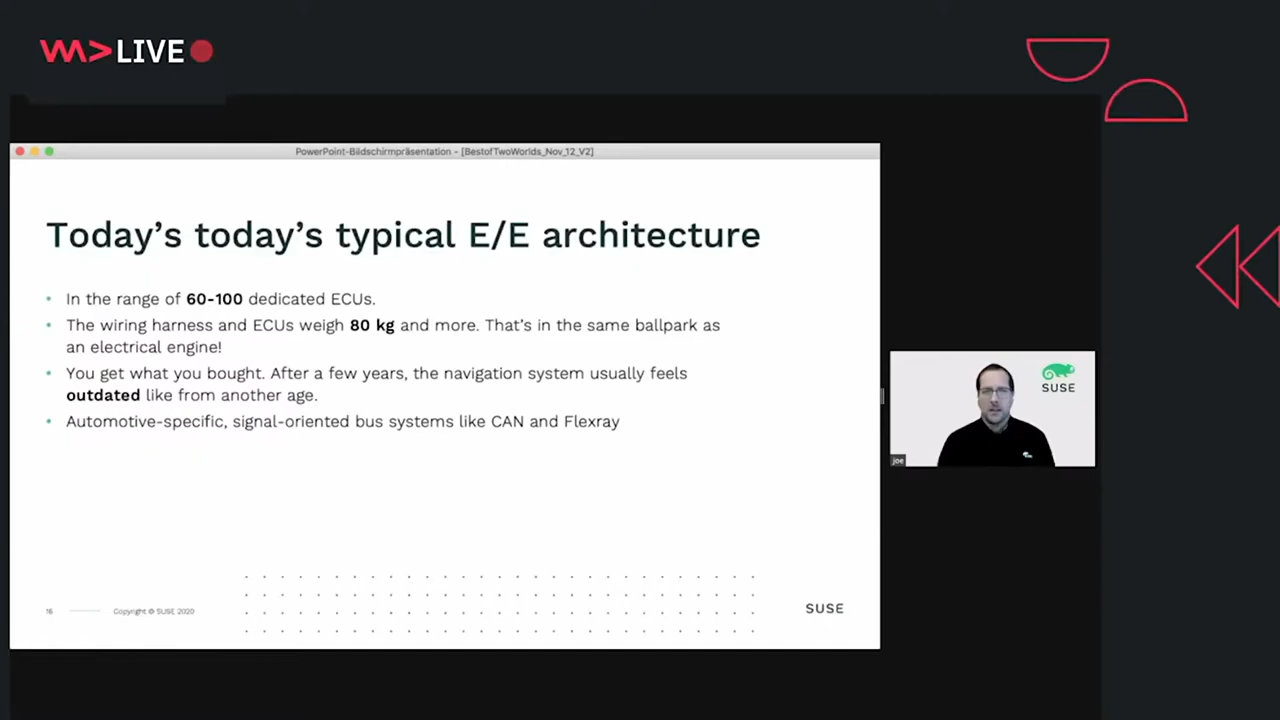 LIVE
PowerPoint-Bildschirmpräsentation - [BestofTwoWorlds_Nov_12_V2]
Today's today's typical E/E architecture
• In the range of 60-100 dedicated ECUs.
• The wiring harness and ECUs weigh 80 kg and more. That's in the same ballpark as
an electrical engine!
• You get what you bought. After a few years, the navigation system usually feels
outdated like from another age.
• Automotive-specific, signal-oriented bus systems like CAN and Flexray
SUSE
joe
16
Copyright © SUSE 2020
SUSE